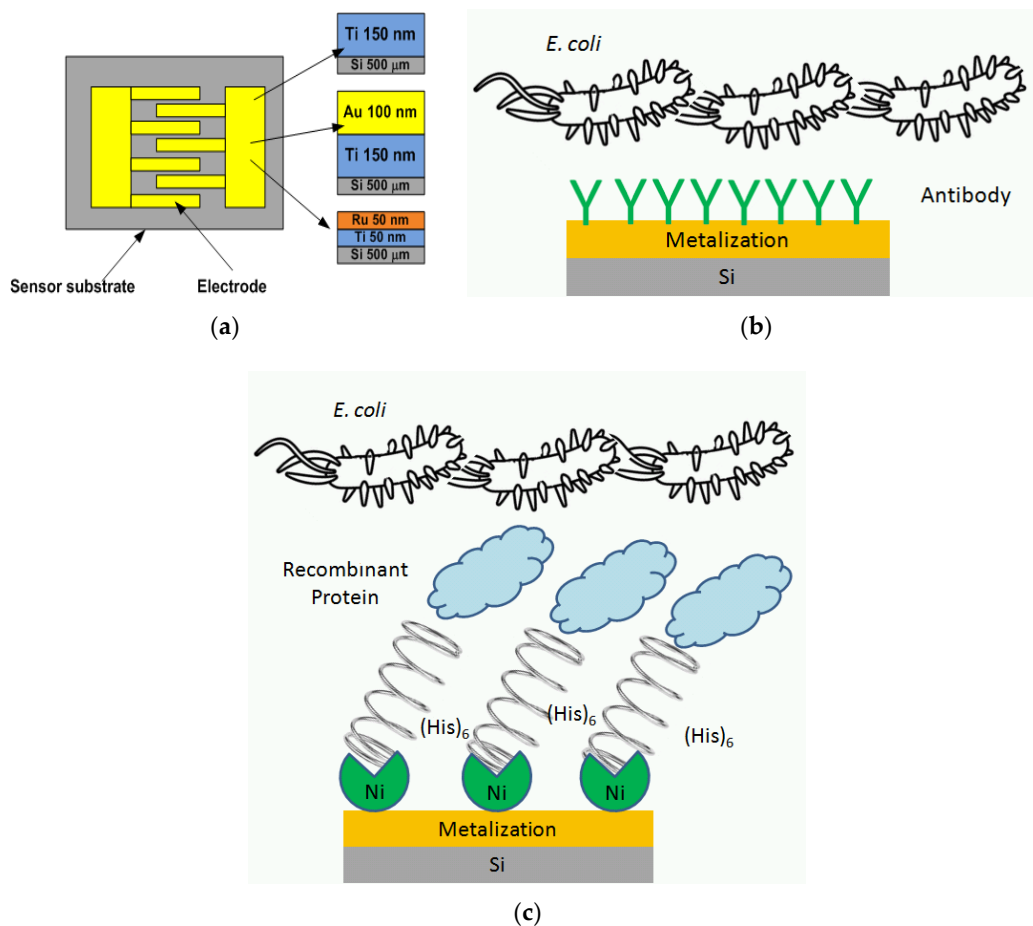 Ti 150 nm
Si 500 µm
Au 100 nm
Ti 150 nm
Si 500 µm
Ru 50 nm
Ti 50 nm
Si 500 µm
Sensor substrate
Electrode
(a)
E. coli
Antibody
Metalization
Si
(b)
E. coli
Recombinant
Protein
(His)6
(His)6
(His)6
Ni
Ni
Ni
Metalization
Si
(c)